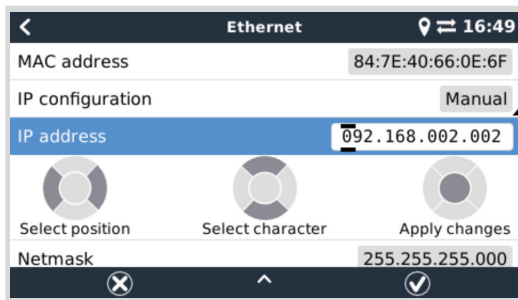 Ethernet 16:49
MAC address 84:7E:40:66:0E:6F
IP configuration Manual
IP address 092.168.002.002
Select position Select character Apply changes
Netmask 255.255.255.000